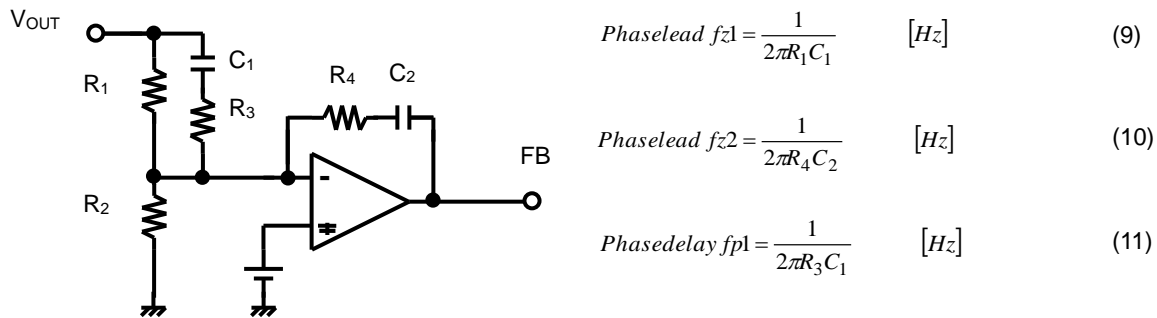 VOUT
R1
C1
R3
R2
R4
C2
-
+
FB
Phaselead fz1 = 1 / 2πR1C1 [Hz] (9)
Phaselead fz2 = 1 / 2πR4C2 [Hz] (10)
Phasedelay fp1 = 1 / 2πR3C1 [Hz] (11)